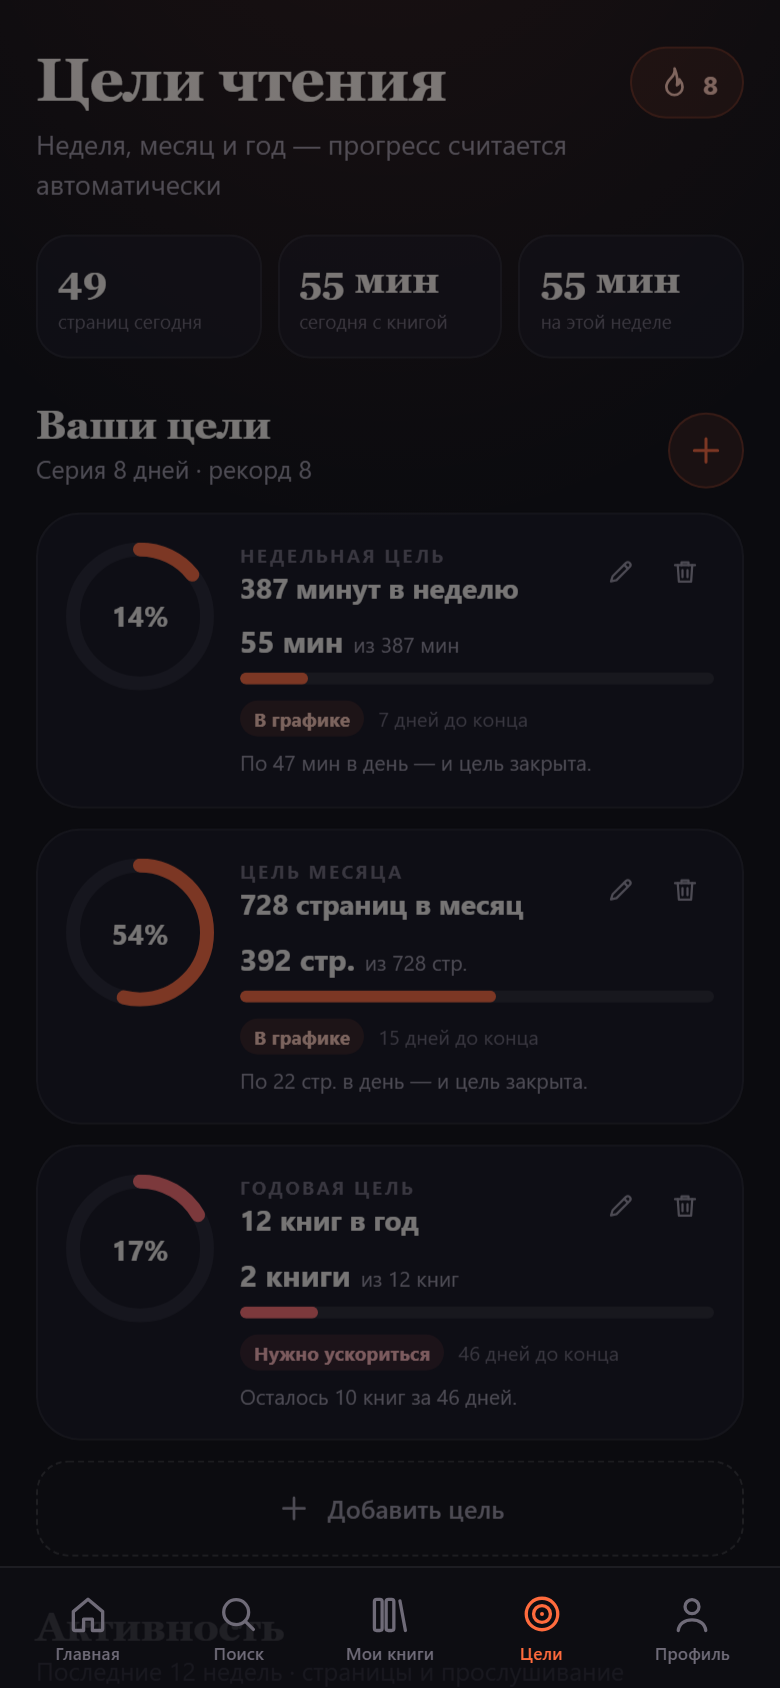 Цели чтения
8
Неделя, месяц и год — прогресс считается
автоматически
49
страниц сегодня
55 мин
сегодня с книгой
55 мин
на этой неделе
Ваши цели
Серия 8 дней · рекорд 8
14%
НЕДЕЛЬНАЯ ЦЕЛЬ
387 минут в неделю
55 мин из 387 мин
В графике 7 дней до конца
По 47 мин в день — и цель закрыта.
54%
ЦЕЛЬ МЕСЯЦА
728 страниц в месяц
392 стр. из 728 стр.
В графике 15 дней до конца
По 22 стр. в день — и цель закрыта.
17%
ГОДОВАЯ ЦЕЛЬ
12 книг в год
2 книги из 12 книг
Нужно ускориться 46 дней до конца
Осталось 10 книг за 46 дней.
Добавить цель
Активность
Последние 12 недель · страницы и прослушивание
Главная
Поиск
Мои книги
Цели
Профиль